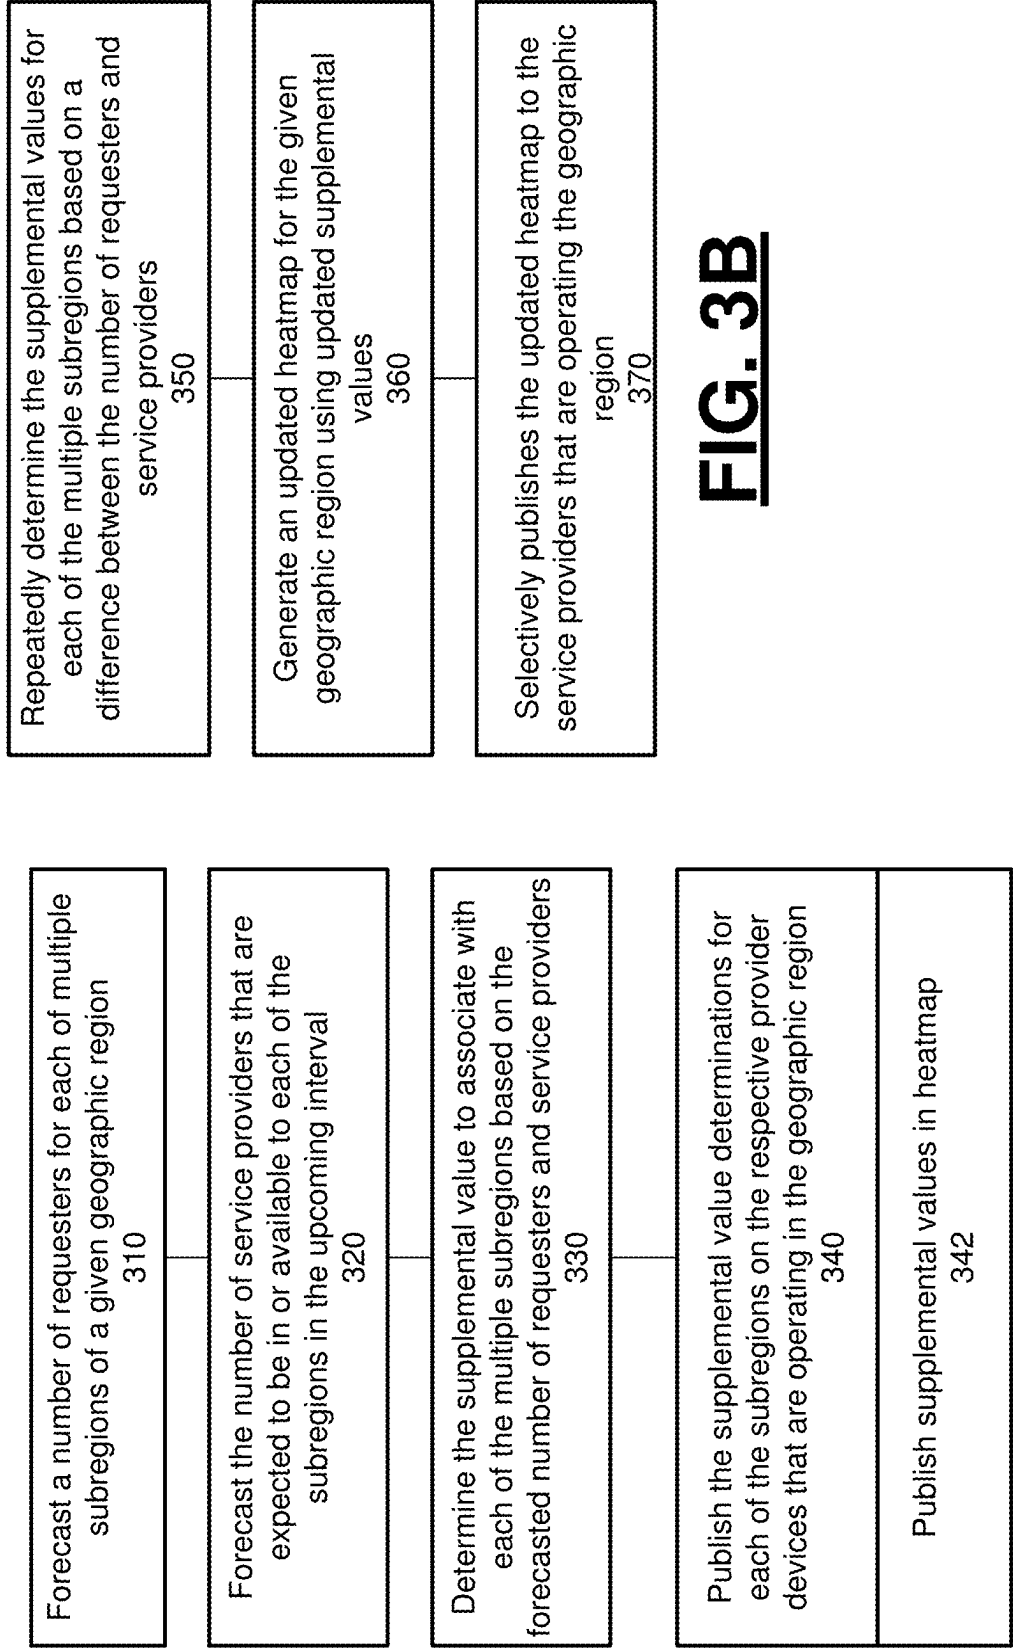 Forecast a number of requesters for each of multiple
subregions of a given geographic region
310
Forecast the number of service providers that are
expected to be in or available to each of the
subregions in the upcoming interval
320
Determine the supplemental value to associate with
each of the multiple subregions based on the
forecasted number of requesters and service providers
330
Publish the supplemental value determinations for
each of the subregions on the respective provider
devices that are operating in the geographic region
340
Publish supplemental values in heatmap
342
Repeatedly determine the supplemental values for
each of the multiple subregions based on a
difference between the number of requesters and
service providers
350
Generate an updated heatmap for the given
geographic region using updated supplemental
values
360
Selectively publishes the updated heatmap to the
service providers that are operating the geographic
region
370
FIG. 3B